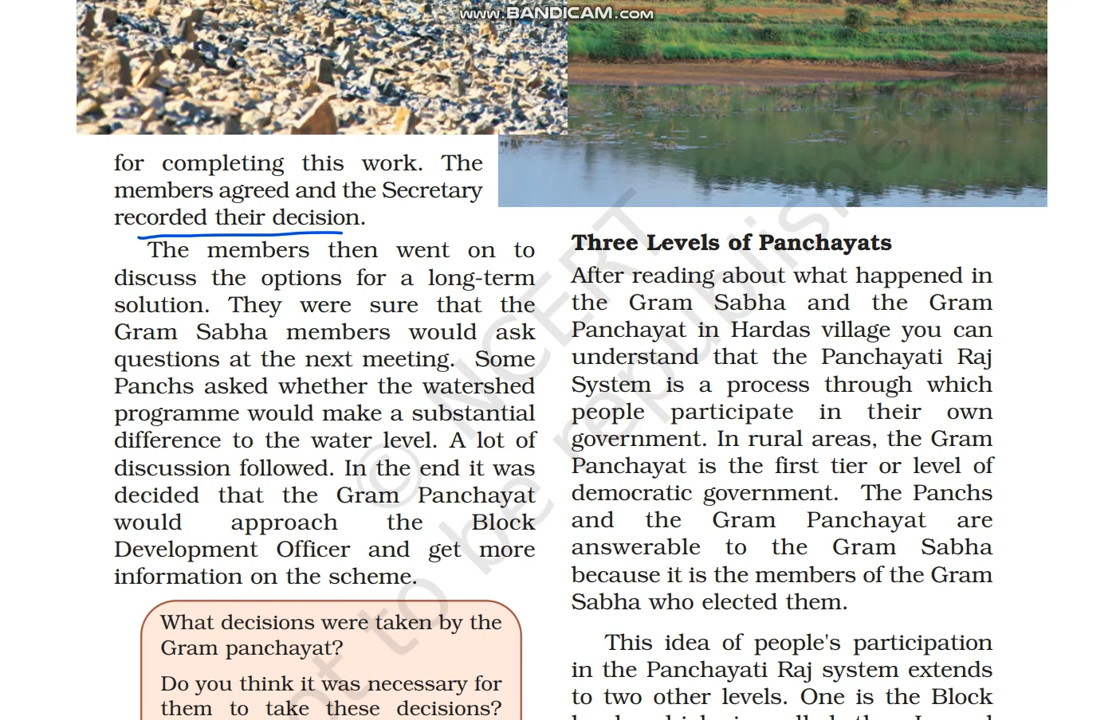 www.BANDICAM.com
for completing this work. The
members agreed and the Secretary
recorded their decision.
The members then went on to
discuss the options for a long-term
solution. They were sure that the
Gram Sabha members would ask
questions at the next meeting. Some
Panchs asked whether the watershed
programme would make a substantial
difference to the water level. A lot of
discussion followed. In the end it was
decided that the Gram Panchayat
would approach the Block
Development Officer and get more
information on the scheme.
What decisions were taken by the
Gram panchayat?
Do you think it was necessary for
them to take these decisions?
Three Levels of Panchayats
After reading about what happened in
the Gram Sabha and the Gram
Panchayat in Hardas village you can
understand that the Panchayati Raj
System is a process through which
people participate in their own
government. In rural areas, the Gram
Panchayat is the first tier or level of
democratic government. The Panchs
and the Gram Panchayat are
answerable to the Gram Sabha
because it is the members of the Gram
Sabha who elected them.
This idea of people's participation
in the Panchayati Raj system extends
to two other levels. One is the Block
© NCERT
not to be republished